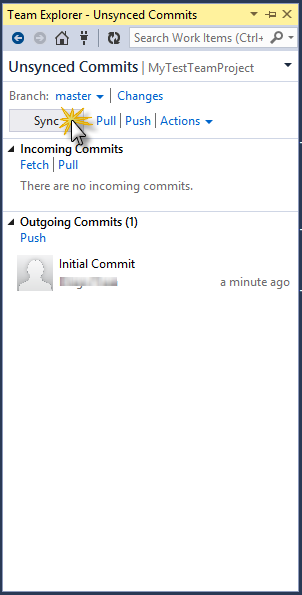 Team Explorer - Unsynced Commits
Search Work Items (Ctrl+
Unsynced Commits | MyTestTeamProject
Branch: master | Changes
Sync Pull | Push | Actions
Incoming Commits
Fetch | Pull
There are no incoming commits.
Outgoing Commits (1)
Push
Initial Commit
a minute ago